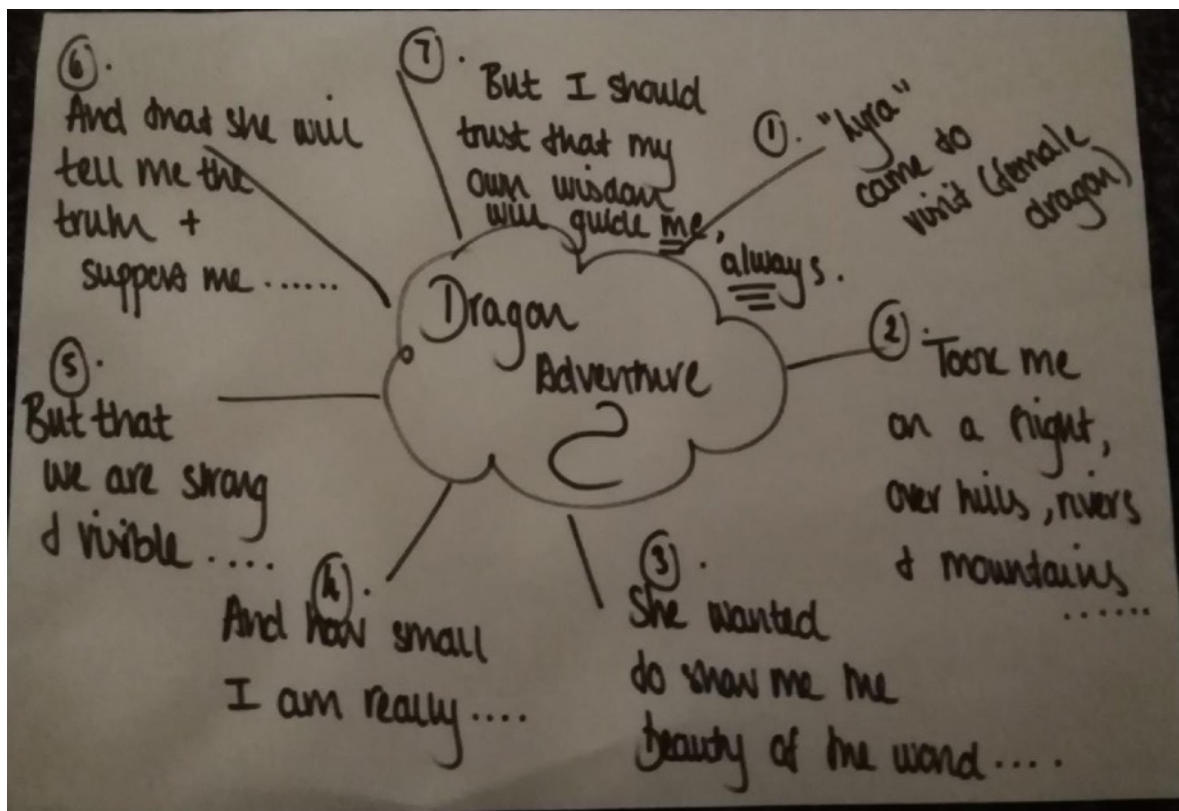 Dragon
Adventure
①. "Lyra"
came to
visit (female
dragon)
②. Took me
on a flight,
over hills, rivers
& mountains
......
③.
She wanted
to show me the
beauty of the world....
④.
And how small
I am really....
⑤.
But that
we are strong
& visible....
⑥.
And that she will
tell me the
truth +
support me......
⑦.
But I should
trust that my
own wisdom
will guide me,
always.